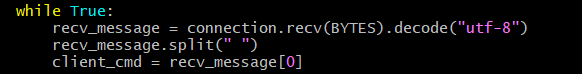 while True:
    recv_message = connection.recv(BYTES).decode("utf-8")
    recv_message.split(" ")
    client_cmd = recv_message[0]